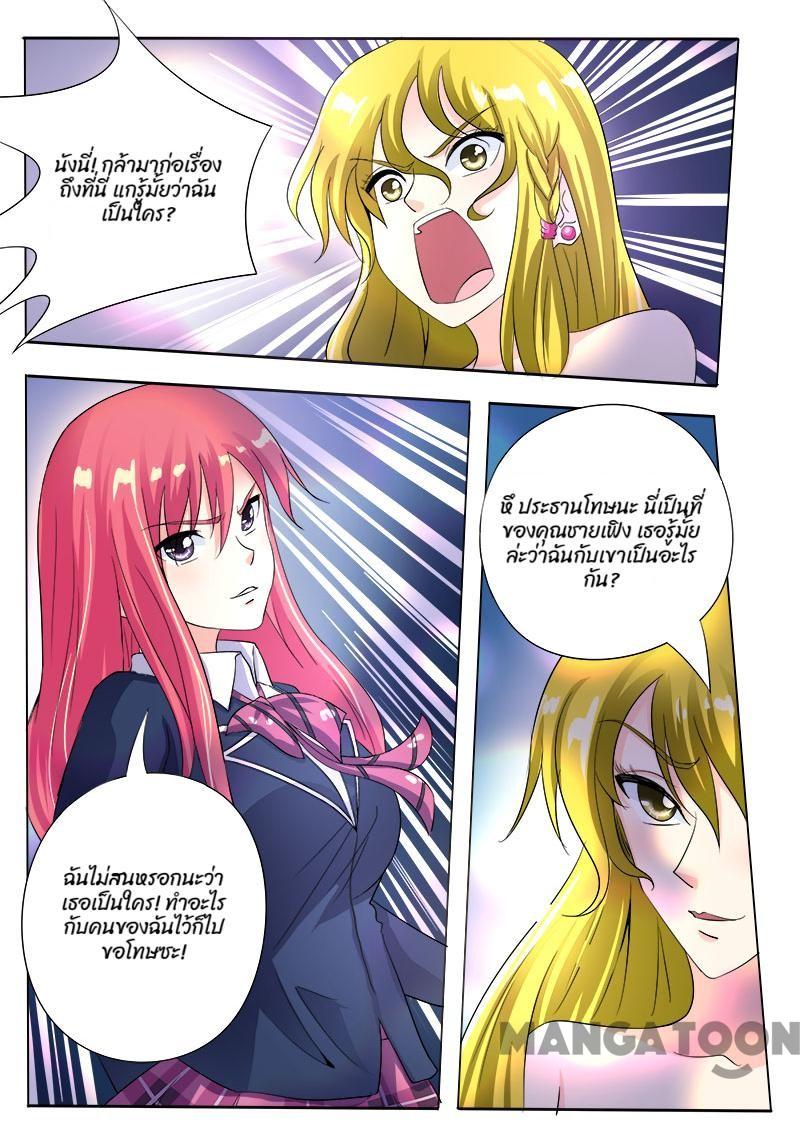 นังนี่! กล้ามาก่อเรื่อง
ถึงที่นี่ แกรู้มั้ยว่าฉัน
เป็นใคร?
ฉันไม่สนหรอกนะว่า
เธอเป็นใคร! ทำอะไร
กับคนของฉันไว้ก็ไป
ขอโทษซะ!
หึ ประธานโทษนะ นี่เป็นที่
ของคุณชายเฟิง เธอรู้มั้ย
ล่ะว่าฉันกับเขาเป็นอะไร
กัน?
MANGATOON